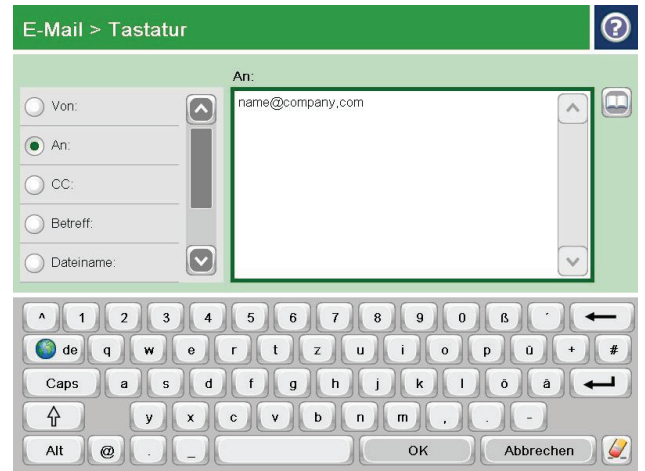 E-Mail > Tastatur
?
An:
Von:
name@company,com
An:
CC:
Betreff:
Dateiname:
^ 1 2 3 4 5 6 7 8 9 0 ß ´ ←
de q w e r t z u i o p ü + #
Caps a s d f g h j k l ö ä
y x c v b n m , . -
Alt @ . _ OK Abbrechen